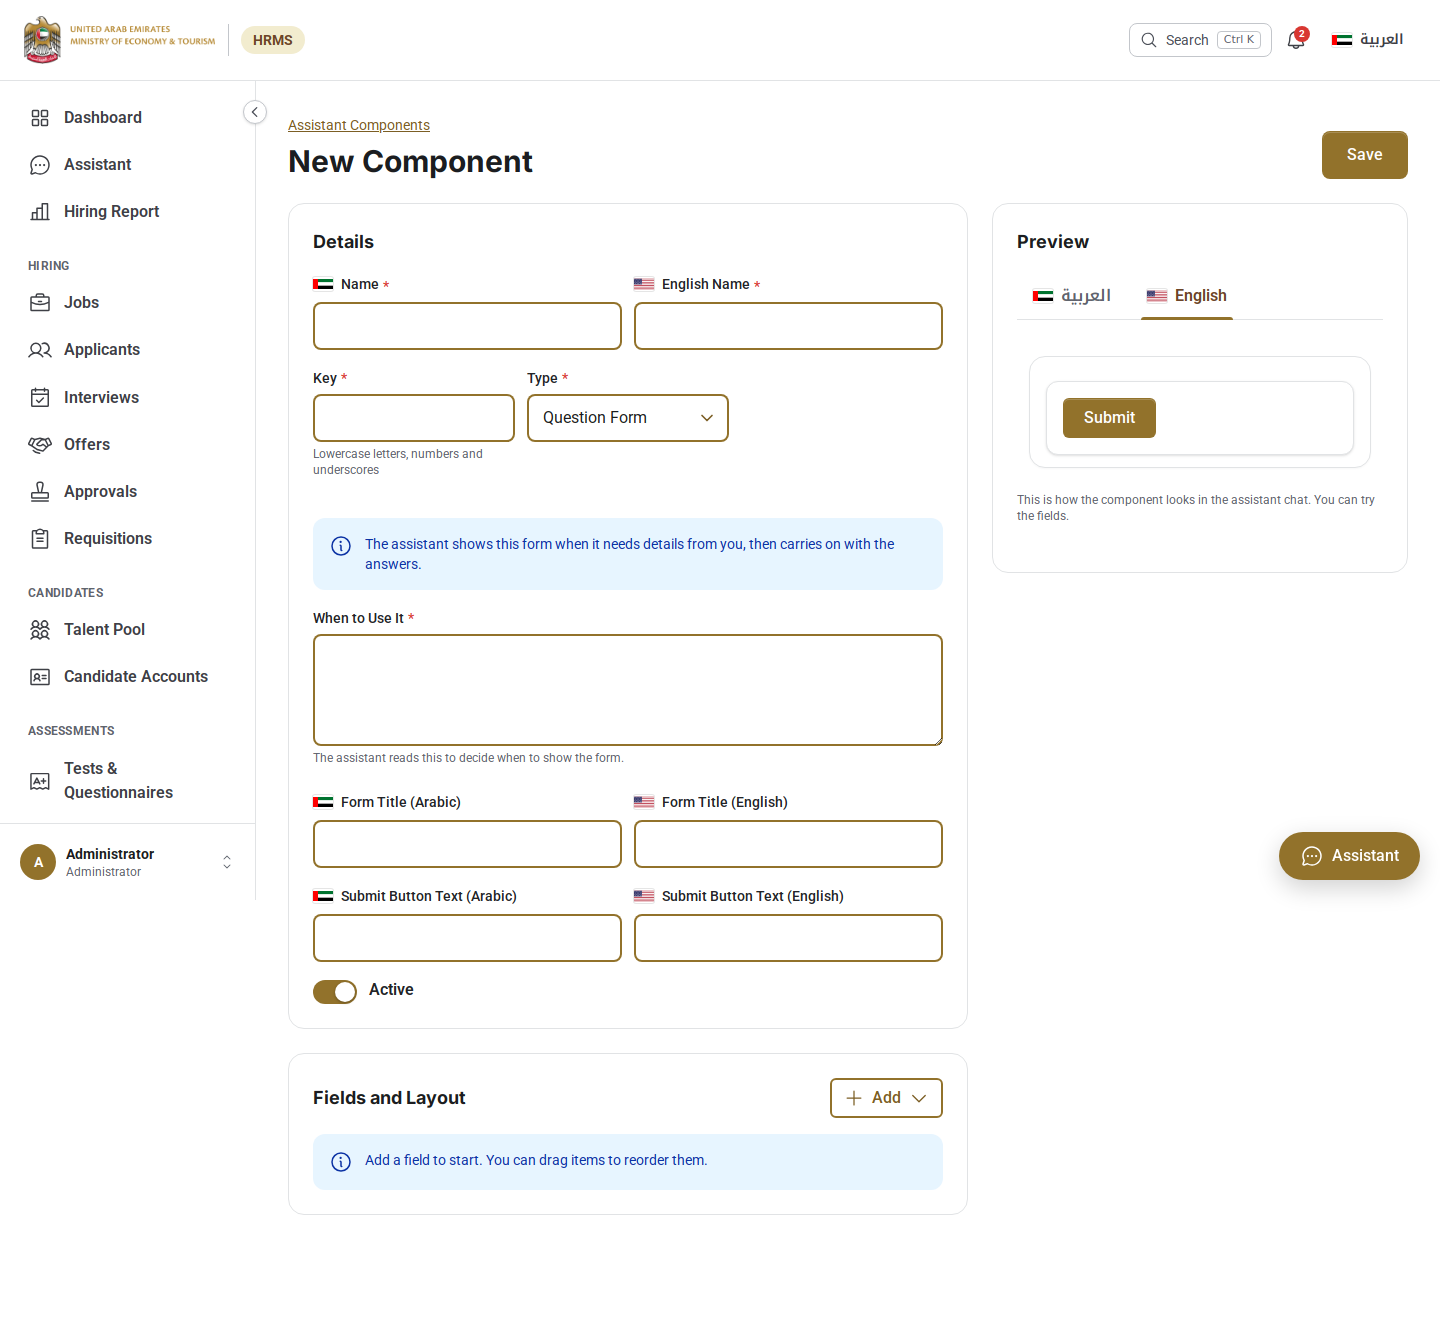 UNITED ARAB EMIRATES
MINISTRY OF ECONOMY & TOURISM
HRMS
Search
Ctrl K
2
العربية
Dashboard
Assistant
Hiring Report
HIRING
Jobs
Applicants
Interviews
Offers
Approvals
Requisitions
CANDIDATES
Talent Pool
Candidate Accounts
ASSESSMENTS
Tests &
Questionnaires
A
Administrator
Administrator
Assistant Components
New Component
Save
Details
Name *
English Name *
Key *
Type *
Question Form
Lowercase letters, numbers and
underscores
The assistant shows this form when it needs details from you, then carries on with the
answers.
When to Use It *
The assistant reads this to decide when to show the form.
Form Title (Arabic)
Form Title (English)
Submit Button Text (Arabic)
Submit Button Text (English)
Active
Fields and Layout
Add
Add a field to start. You can drag items to reorder them.
Preview
العربية
English
Submit
This is how the component looks in the assistant chat. You can try
the fields.
Assistant